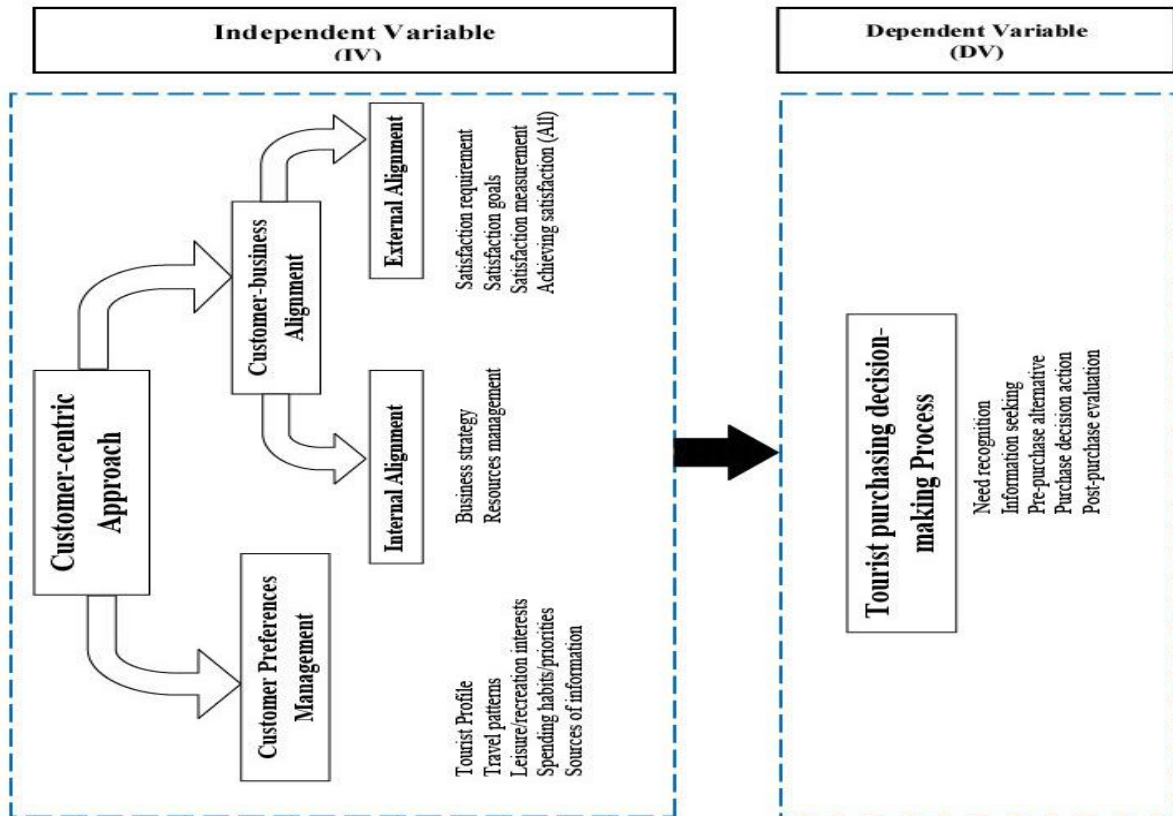 Independent Variable
(IV)
Dependent Variable
(DV)
Customer-centric
Approach
Customer Preferences
Management
Customer-business
Alignment
Internal Alignment
External Alignment
Tourist Profile
Travel patterns
Leisure/recreation interests
Spending habits/priorities
Sources of information
Business strategy
Resources management
Satisfaction requirement
Satisfaction goals
Satisfaction measurement
Achieving satisfaction (All)
Tourist purchasing decision-
making Process
Need recognition
Information seeking
Pre-purchase alternative
Purchase decision action
Post-purchase evaluation